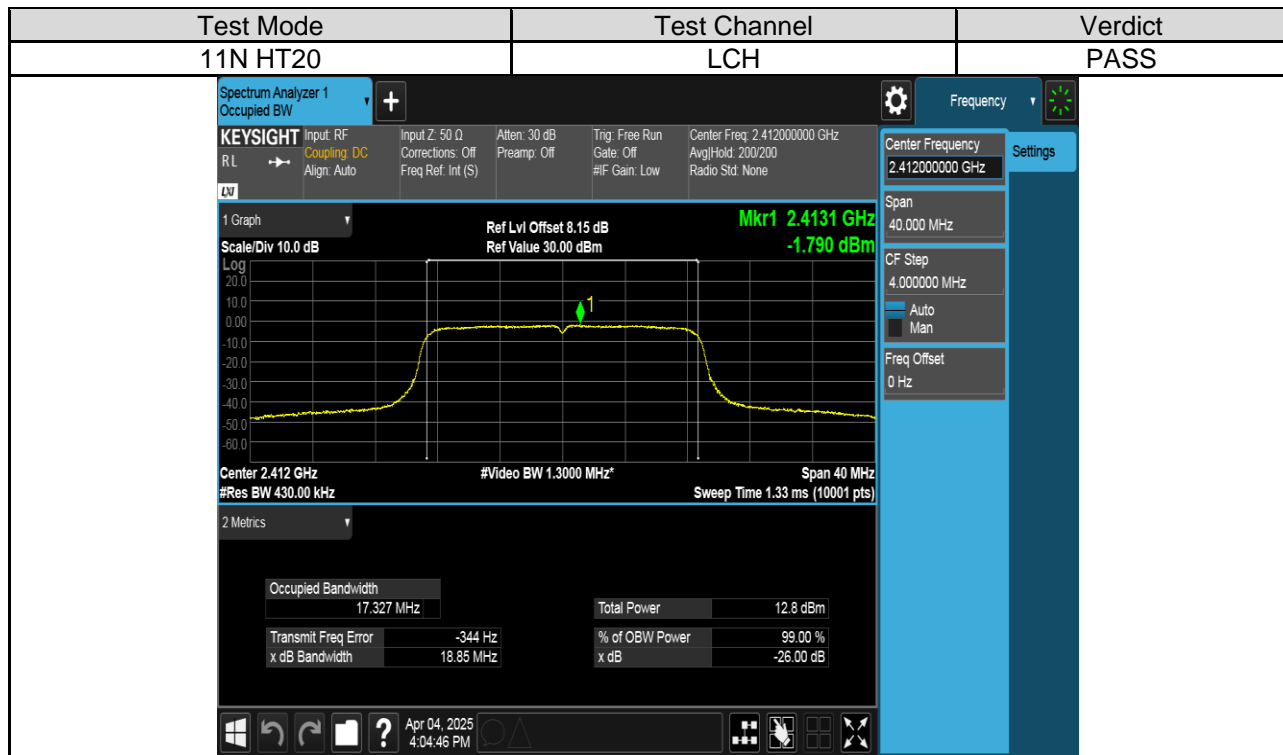 Test Mode Test Channel Verdict
11N HT20 LCH PASS
Spectrum Analyzer 1
Occupied BW
+
Frequency
KEYSIGHT
RL
LXI
Input: RF
Coupling: DC
Align: Auto
Input Z: 50 Ω
Corrections: Off
Freq Ref: Int (S)
Atten: 30 dB
Preamp: Off
Trig: Free Run
Gate: Off
#IF Gain: Low
Center Freq: 2.412000000 GHz
Avg|Hold: 200/200
Radio Std: None
Center Frequency
2.412000000 GHz
Settings
Span
40.000 MHz
CF Step
4.000000 MHz
Auto
Man
Freq Offset
0 Hz
1 Graph
Scale/Div 10.0 dB
Ref Lvl Offset 8.15 dB
Ref Value 30.00 dBm
Mkr1 2.4131 GHz
-1.790 dBm
Log
20.0
10.0
0.00
-10.0
-20.0
-30.0
-40.0
-50.0
-60.0
1
Center 2.412 GHz #Video BW 1.3000 MHz* Span 40 MHz
#Res BW 430.00 kHz Sweep Time 1.33 ms (10001 pts)
2 Metrics
Occupied Bandwidth
17.327 MHz
Total Power 12.8 dBm
Transmit Freq Error -344 Hz % of OBW Power 99.00 %
x dB Bandwidth 18.85 MHz x dB -26.00 dB
?
Apr 04, 2025
4:04:46 PM